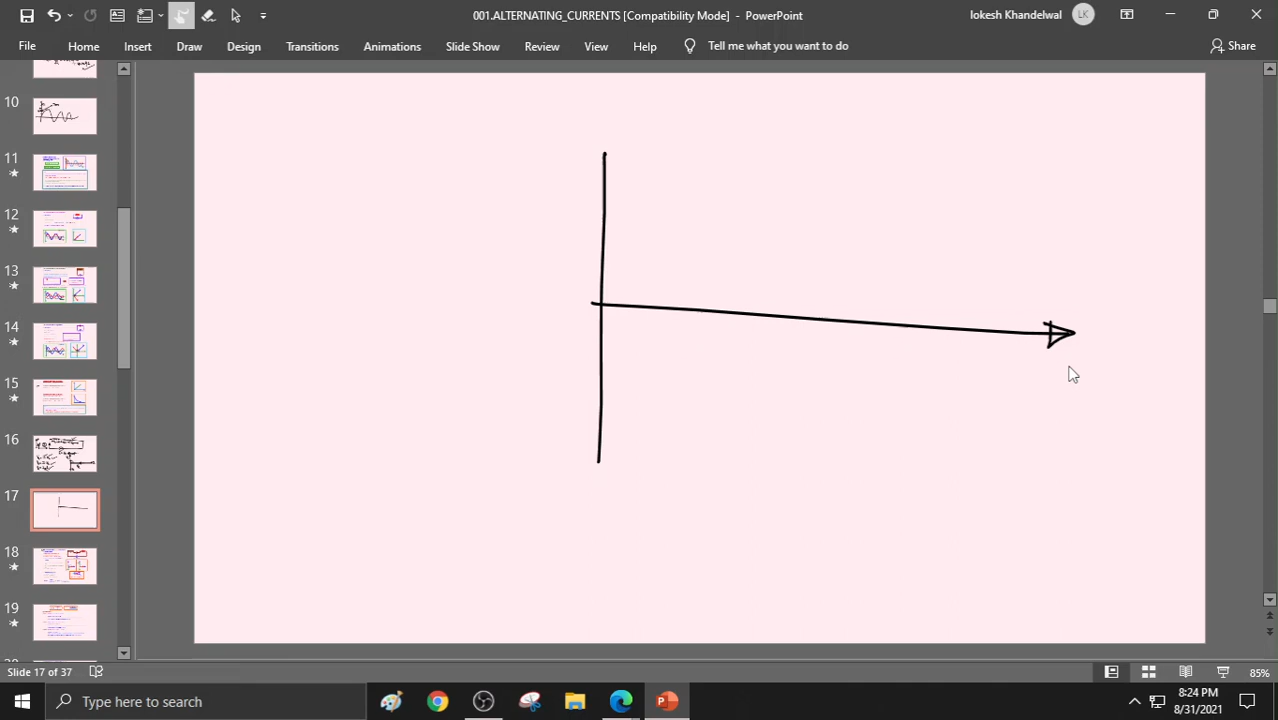 001.ALTERNATING_CURRENTS [Compatibility Mode] - PowerPoint
lokesh Khandelwal
LK
File Home Insert Draw Design Transitions Animations Slide Show Review View Help Tell me what you want to do Share
10
11
12
13
14
15
16
17
18
19
Slide 17 of 37
85%
Type here to search
8:24 PM
8/31/2021